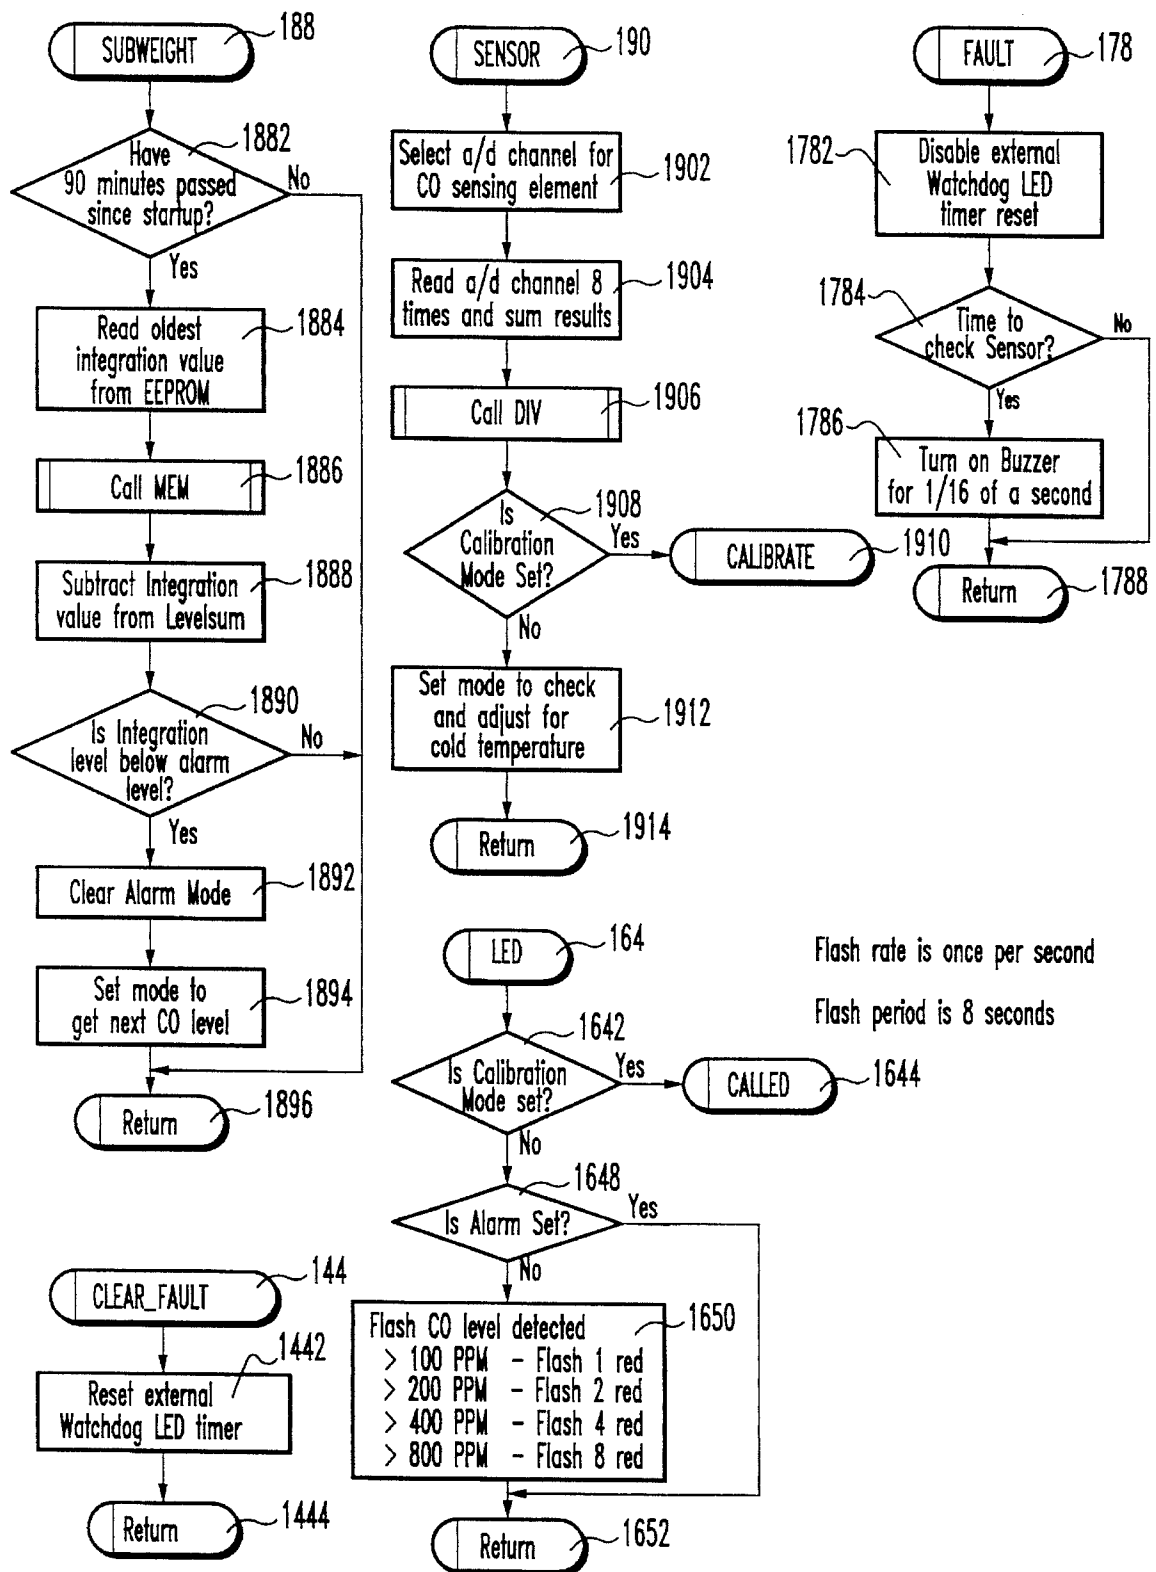 SUBWEIGHT
188
Have
90 minutes passed
since startup?
1882
No
Yes
Read oldest
integration value
from EEPROM
1884
Call MEM
1886
Subtract Integration
value from Levelsum
1888
Is Integration
level below alarm
level?
1890
No
Yes
Clear Alarm Mode
1892
Set mode to
get next CO level
1894
Return
1896
CLEAR_FAULT
144
Reset external
Watchdog LED timer
1442
Return
1444
SENSOR
190
Select a/d channel for
CO sensing element
1902
Read a/d channel 8
times and sum results
1904
Call DIV
1906
Is
Calibration
Mode Set?
1908
Yes
CALIBRATE
1910
No
Set mode to check
and adjust for
cold temperature
1912
Return
1914
LED
164
Is Calibration
Mode set?
1642
Yes
CALLED
1644
No
Is Alarm Set?
1648
Yes
No
Flash CO level detected
> 100 PPM – Flash 1 red
> 200 PPM – Flash 2 red
> 400 PPM – Flash 4 red
> 800 PPM – Flash 8 red
1650
Return
1652
FAULT
178
Disable external
Watchdog LED
timer reset
1782
Time to
check Sensor?
1784
No
Yes
Turn on Buzzer
for 1/16 of a second
1786
Return
1788
Flash rate is once per second
Flash period is 8 seconds